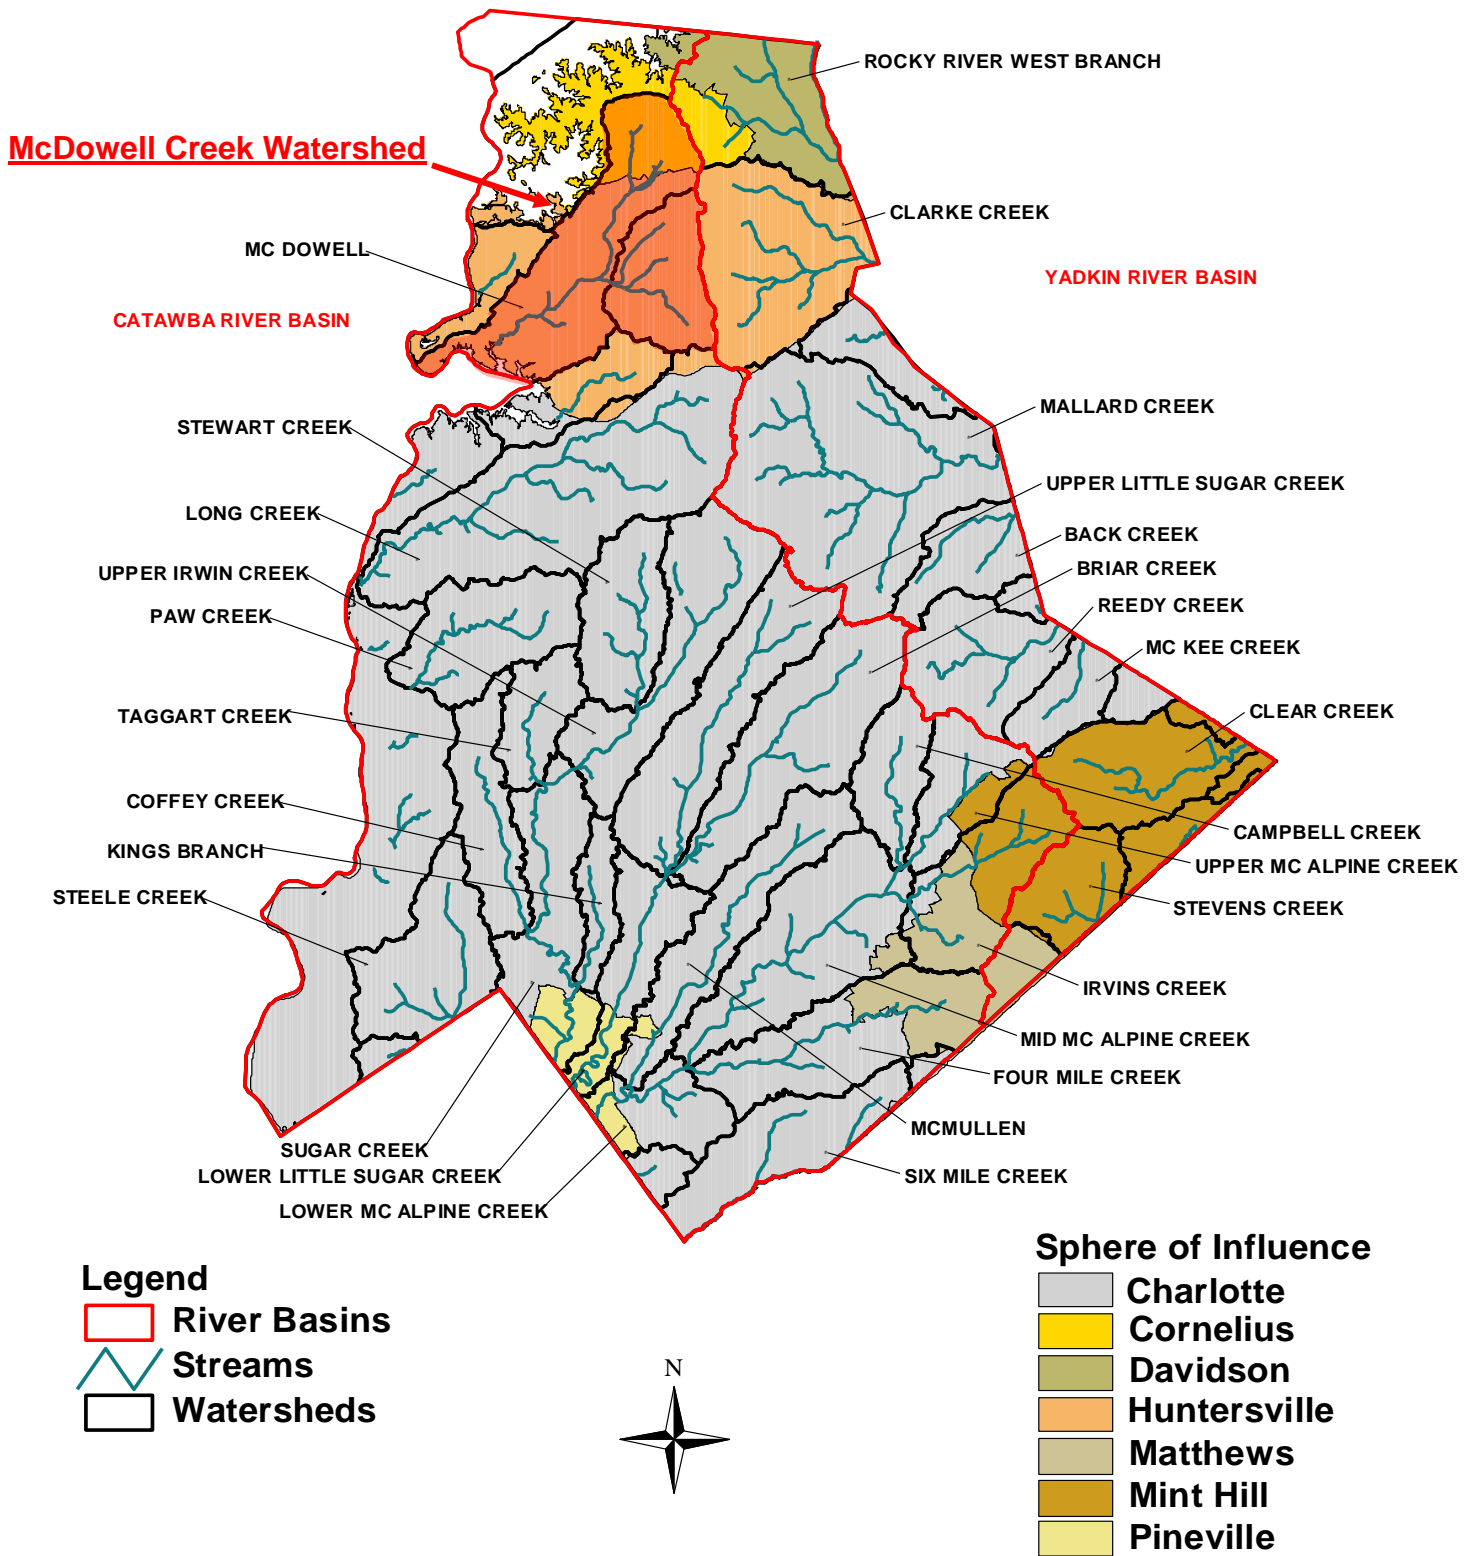 ROCKY RIVER WEST BRANCH
McDowell Creek Watershed
CLARKE CREEK
MC DOWELL
YADKIN RIVER BASIN
CATAWBA RIVER BASIN
MALLARD CREEK
STEWART CREEK
UPPER LITTLE SUGAR CREEK
LONG CREEK
BACK CREEK
BRIAR CREEK
UPPER IRWIN CREEK
REEDY CREEK
PAW CREEK
MC KEE CREEK
CLEAR CREEK
TAGGART CREEK
COFFEY CREEK
CAMPBELL CREEK
KINGS BRANCH
UPPER MC ALPINE CREEK
STEELE CREEK
STEVENS CREEK
IRVINS CREEK
MID MC ALPINE CREEK
FOUR MILE CREEK
MCMULLEN
SUGAR CREEK
LOWER LITTLE SUGAR CREEK
SIX MILE CREEK
LOWER MC ALPINE CREEK
Legend
River Basins
Streams
Watersheds
N
Sphere of Influence
Charlotte
Cornelius
Davidson
Huntersville
Matthews
Mint Hill
Pineville